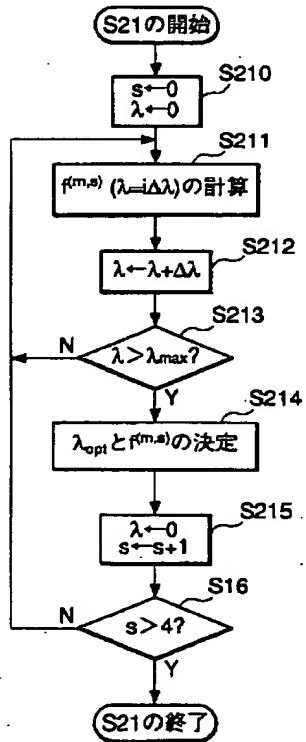 S21の開始
S210
s←0
λ←0
S211
f(m,s) (λ=iΔλ)の計算
S212
λ←λ+Δλ
S213
N
λ>λmax?
Y
S214
λoptとf(m,s)の決定
S215
λ←0
s←s+1
S16
N
s>4?
Y
S21の終了